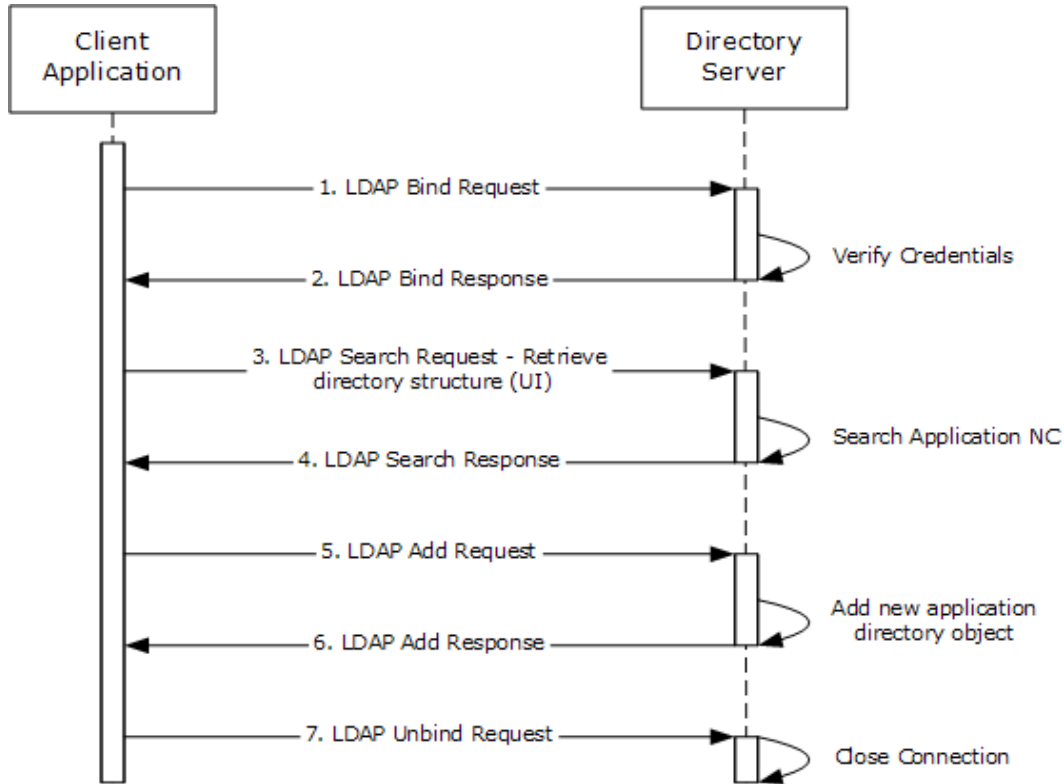 Client
Application
Directory
Server
1. LDAP Bind Request
Verify Credentials
2. LDAP Bind Response
3. LDAP Search Request - Retrieve
directory structure (UI)
Search Application NC
4. LDAP Search Response
5. LDAP Add Request
Add new application
directory object
6. LDAP Add Response
7. LDAP Unbind Request
Close Connection